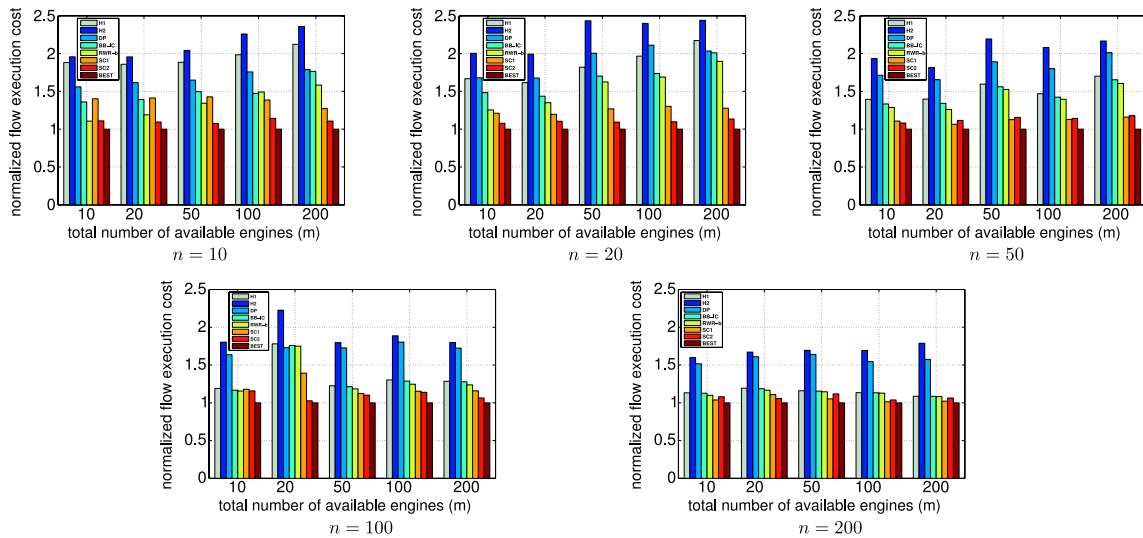 normalized flow execution cost
2.5
2
1.5
1
0.5
0
H1
H2
DP
BB-IC
RWR-b
SC1
SC2
BEST
10 20 50 100 200
total number of available engines (m)
n = 10
normalized flow execution cost
2.5
2
1.5
1
0.5
0
H1
H2
DP
BB-IC
RWR-b
SC1
SC2
BEST
10 20 50 100 200
total number of available engines (m)
n = 20
normalized flow execution cost
2.5
2
1.5
1
0.5
0
H1
H2
DP
BB-IC
RWR-b
SC1
SC2
BEST
10 20 50 100 200
total number of available engines (m)
n = 50
normalized flow execution cost
2.5
2
1.5
1
0.5
0
H1
H2
DP
BB-IC
RWR-b
SC1
SC2
BEST
10 20 50 100 200
total number of available engines (m)
n = 100
normalized flow execution cost
2.5
2
1.5
1
0.5
0
H1
H2
DP
BB-IC
RWR-b
SC1
SC2
BEST
10 20 50 100 200
total number of available engines (m)
n = 200